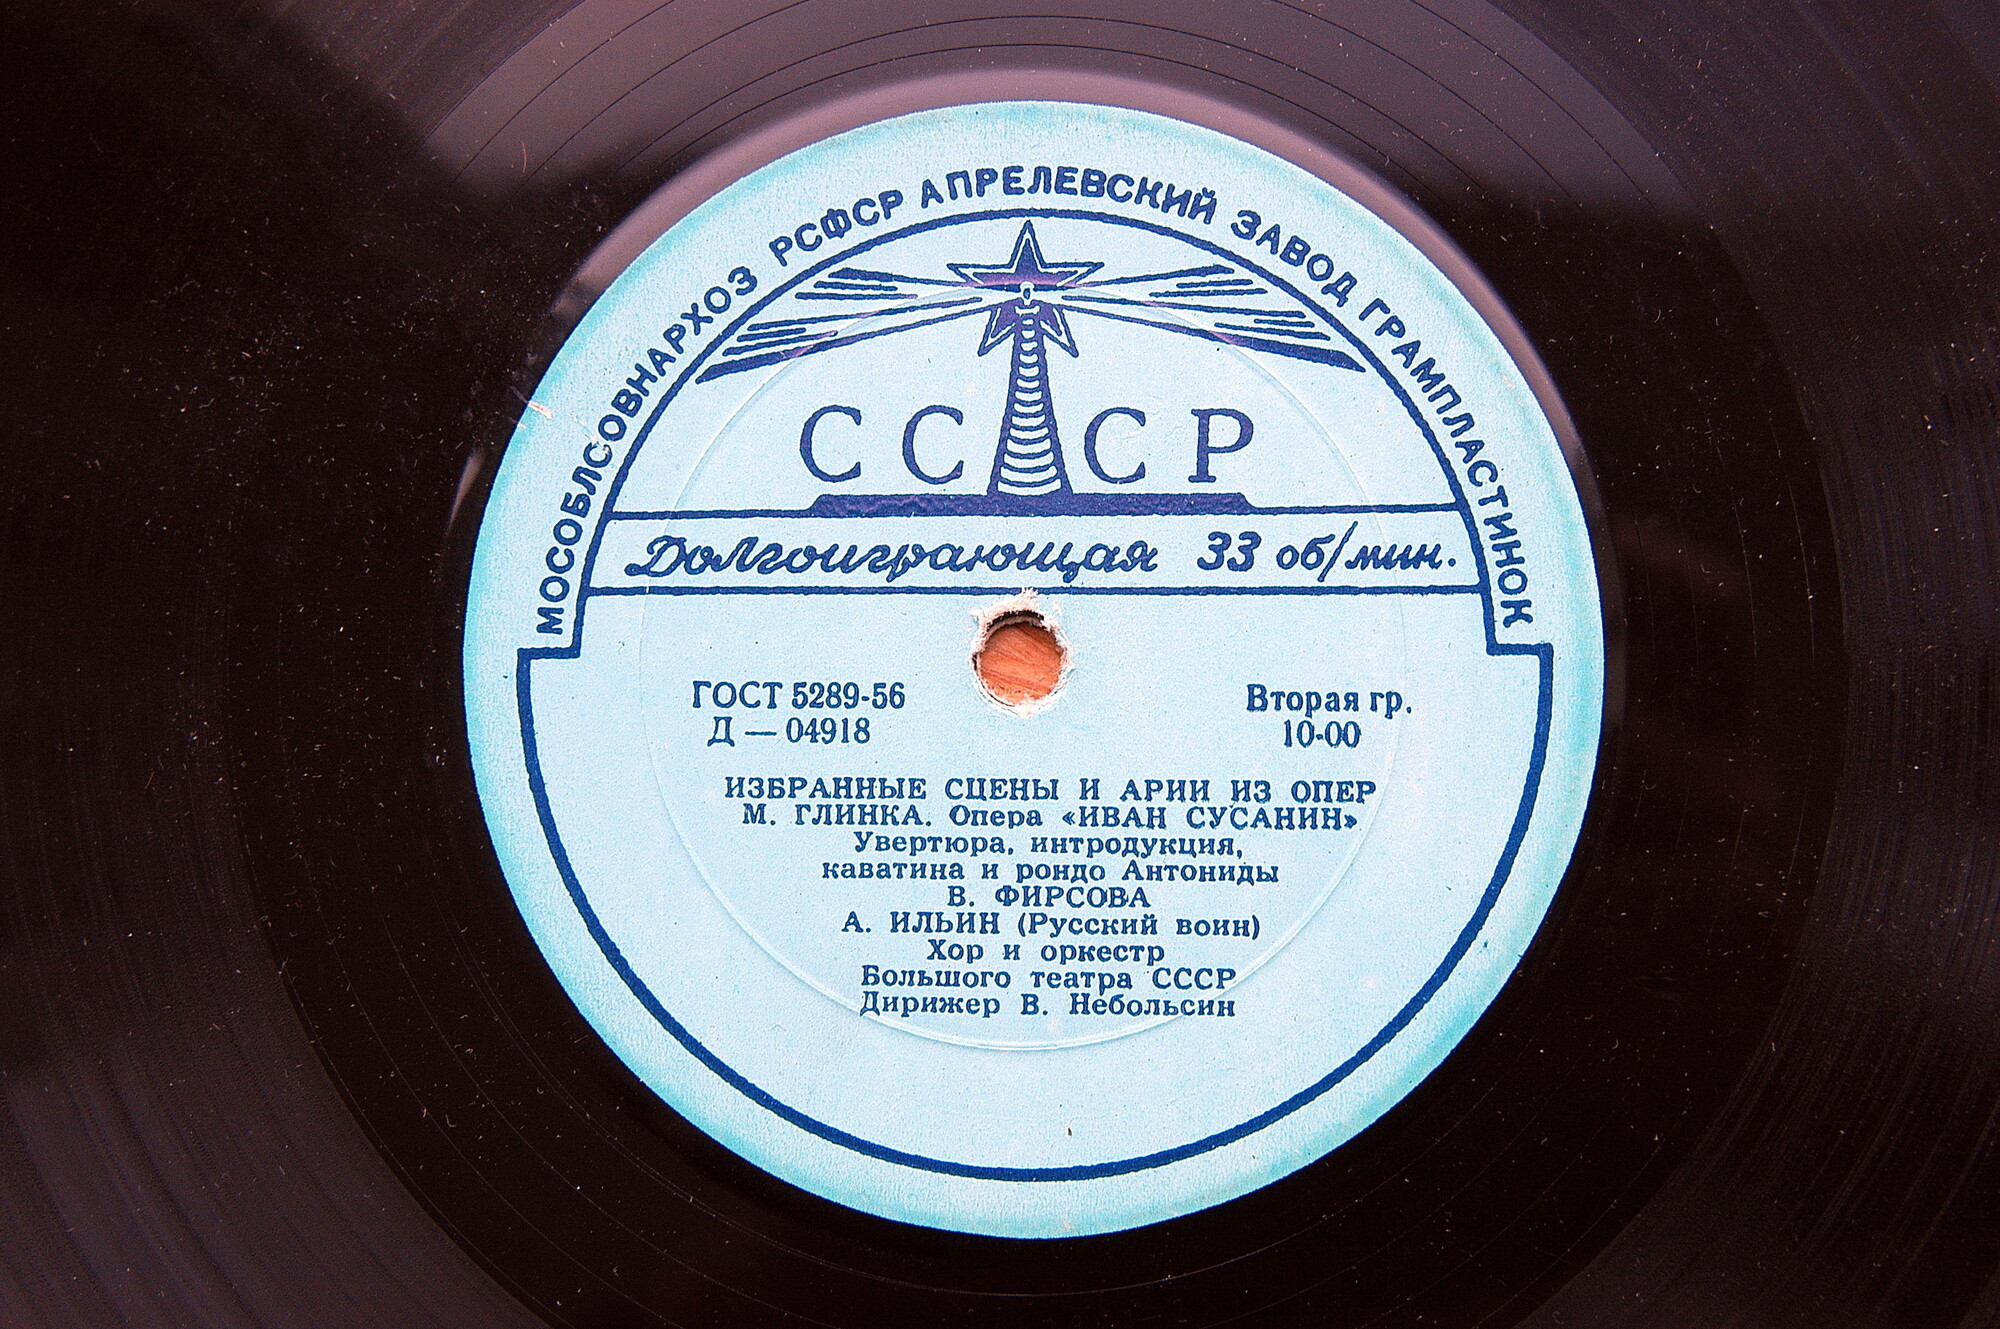 МОСОБЛСОВНАРХОЗ РСФСР АПРЕЛЕВСКИЙ ЗАВОД ГРАМПЛАСТИНОК
СССР
Долгоиграющая 33 об/мин.
ГОСТ 5289-56
Д — 04918
Вторая гр.
10-00
ИЗБРАННЫЕ СЦЕНЫ И АРИИ ИЗ ОПЕР
М. ГЛИНКА. Опера «ИВАН СУСАНИН»
Увертюра, интродукция,
каватина и рондо Антониды
В. ФИРСОВА
А. ИЛЬИН (Русский воин)
Хор и оркестр
Большого театра СССР
Дирижер В. Небольсин